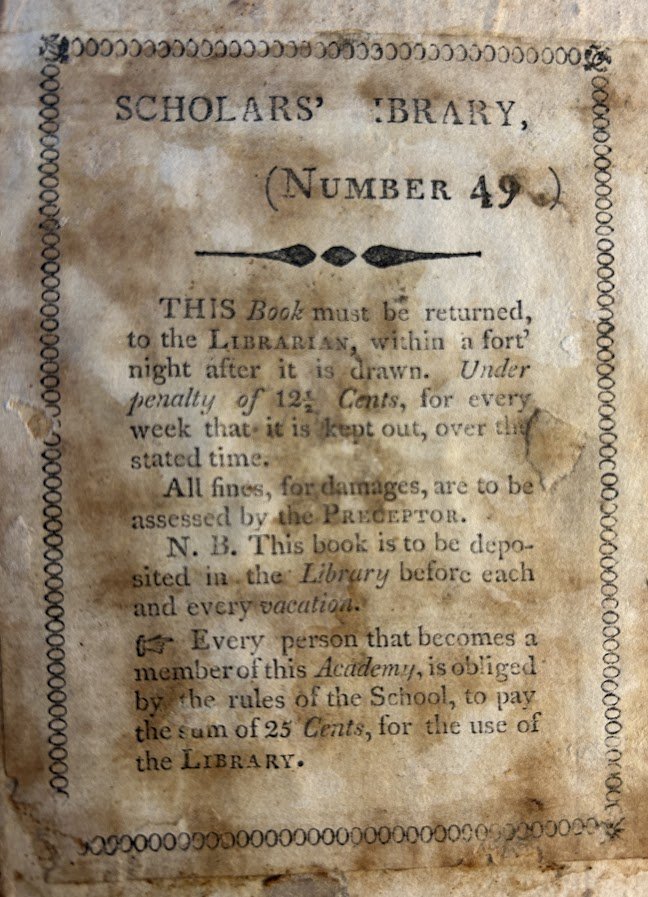 SCHOLARS' LIBRARY,
(NUMBER 49 )
THIS Book must be returned,
to the LIBRARIAN, within a fort'
night after it is drawn. Under
penalty of 12½ Cents, for every
week that it is kept out, over the
stated time.
All fines, for damages, are to be
assessed by the PRECEPTOR.
N. B. This book is to be depo-
sited in the Library before each
and every vacation.
☞ Every person that becomes a
member of this Academy, is obliged
by the rules of the School, to pay
the sum of 25 Cents, for the use of
the LIBRARY.